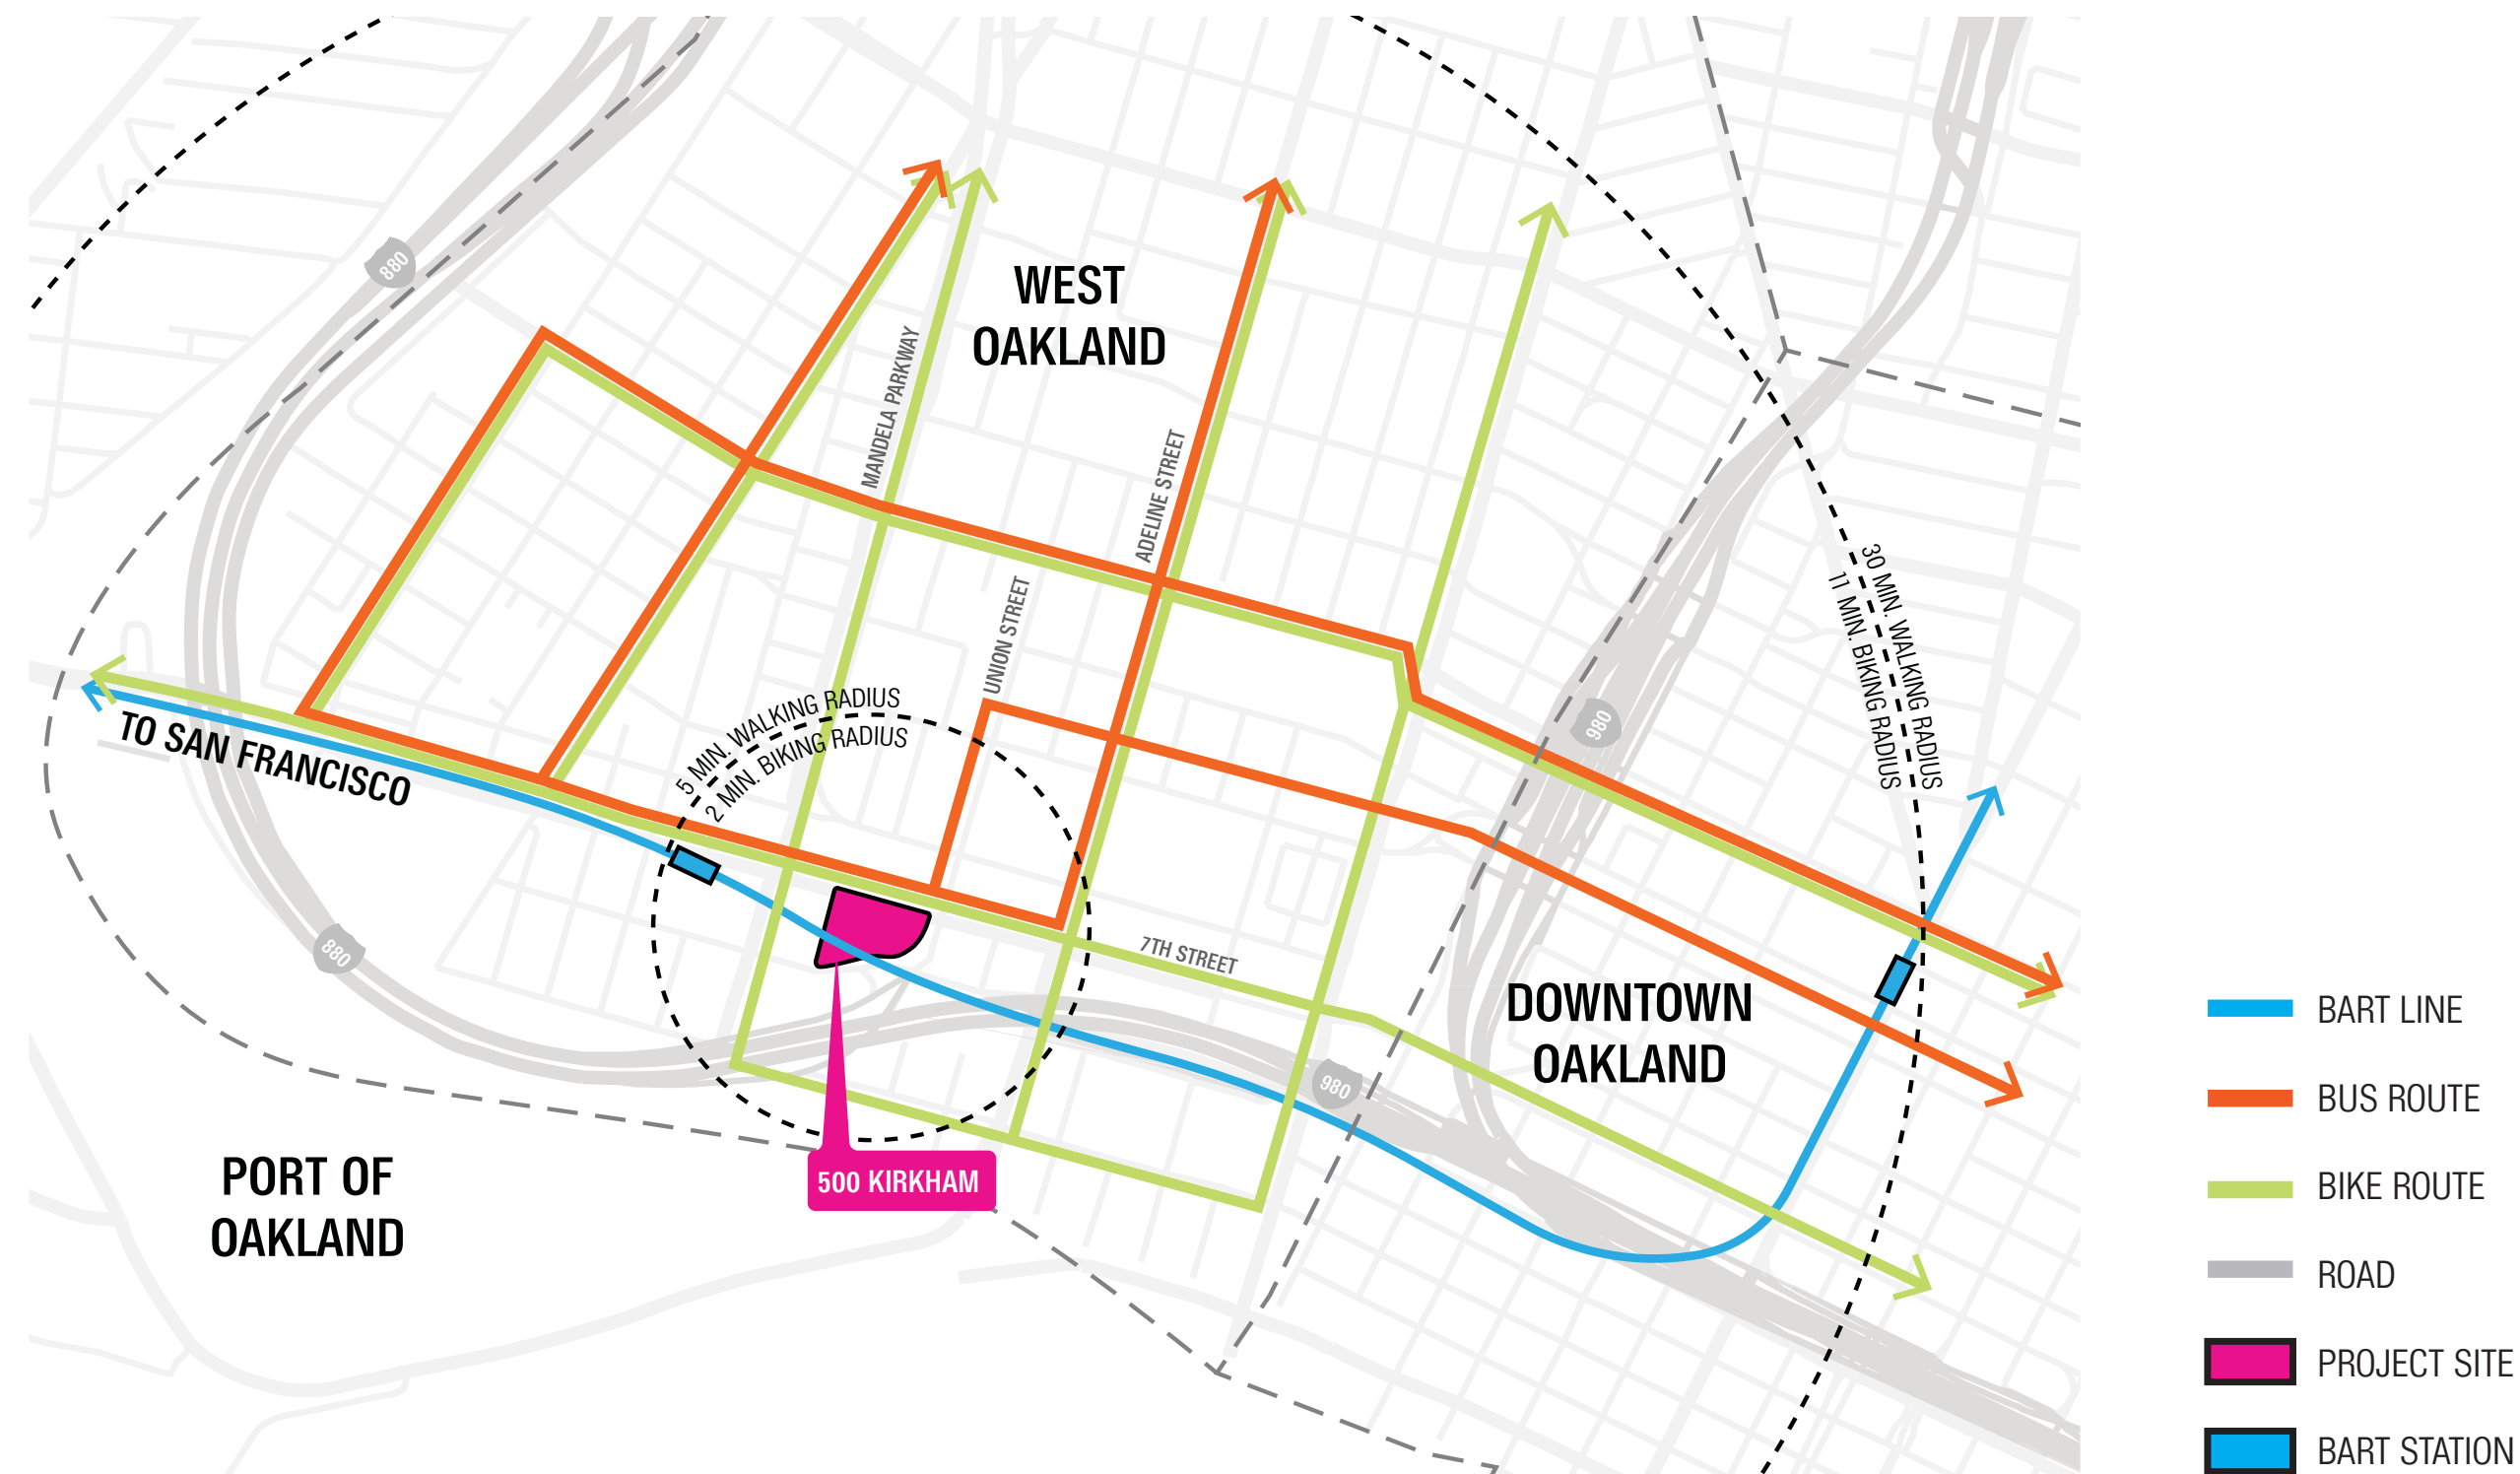 880
WEST
OAKLAND
MANDELA PARKWAY
ADELINE STREET
UNION STREET
30 MIN. WALKING RADIUS
11 MIN. BIKING RADIUS
5 MIN. WALKING RADIUS
2 MIN. BIKING RADIUS
TO SAN FRANCISCO
980
880
7TH STREET
DOWNTOWN
OAKLAND
980
PORT OF
OAKLAND
500 KIRKHAM
BART LINE
BUS ROUTE
BIKE ROUTE
ROAD
PROJECT SITE
BART STATION